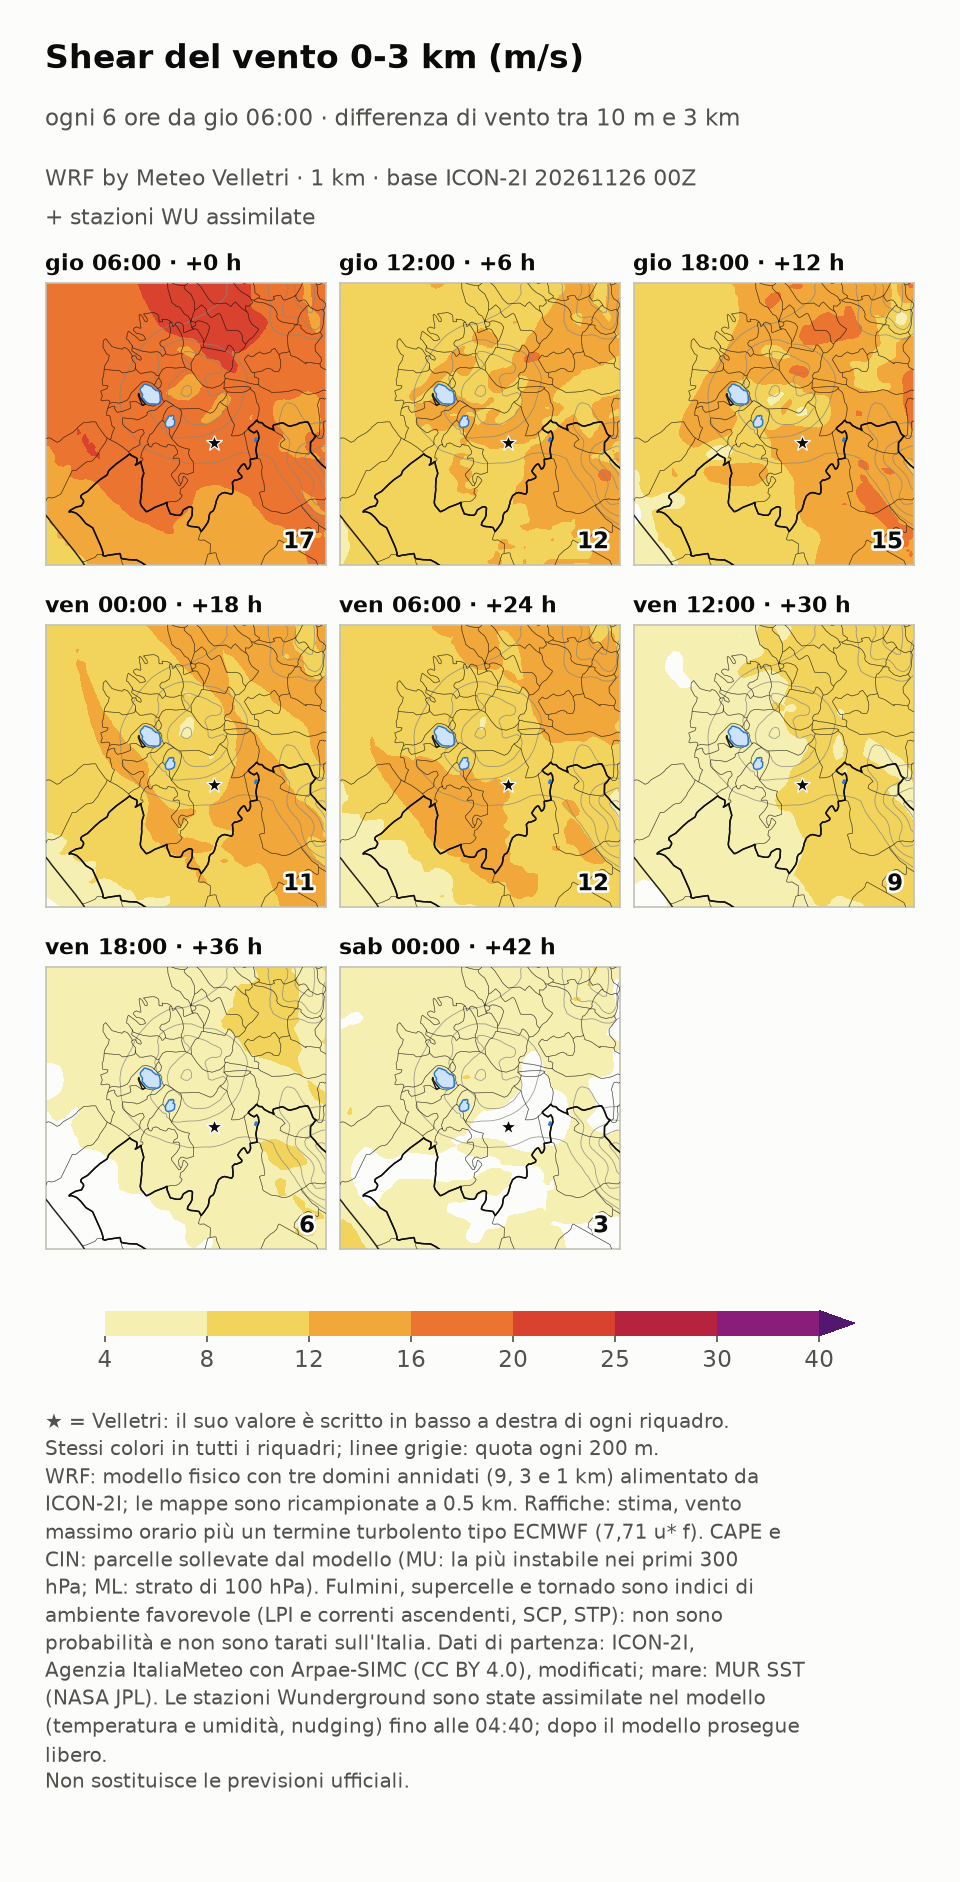 Shear del vento 0-3 km (m/s)
ogni 6 ore da gio 06:00 · differenza di vento tra 10 m e 3 km
WRF by Meteo Velletri · 1 km · base ICON-2I 20261126 00Z
+ stazioni WU assimilate
gio 06:00 · +0 h
gio 12:00 · +6 h
gio 18:00 · +12 h
17
12
15
ven 00:00 · +18 h
ven 06:00 · +24 h
ven 12:00 · +30 h
11
12
9
ven 18:00 · +36 h
sab 00:00 · +42 h
6
3
4 8 12 16 20 25 30 40
★ = Velletri: il suo valore è scritto in basso a destra di ogni riquadro.
Stessi colori in tutti i riquadri; linee grigie: quota ogni 200 m.
WRF: modello fisico con tre domini annidati (9, 3 e 1 km) alimentato da
ICON-2I; le mappe sono ricampionate a 0.5 km. Raffiche: stima, vento
massimo orario più un termine turbolento tipo ECMWF (7,71 u* f). CAPE e
CIN: parcelle sollevate dal modello (MU: la più instabile nei primi 300
hPa; ML: strato di 100 hPa). Fulmini, supercelle e tornado sono indici di
ambiente favorevole (LPI e correnti ascendenti, SCP, STP): non sono
probabilità e non sono tarati sull'Italia. Dati di partenza: ICON-2I,
Agenzia ItaliaMeteo con Arpae-SIMC (CC BY 4.0), modificati; mare: MUR SST
(NASA JPL). Le stazioni Wunderground sono state assimilate nel modello
(temperatura e umidità, nudging) fino alle 04:40; dopo il modello prosegue
libero.
Non sostituisce le previsioni ufficiali.